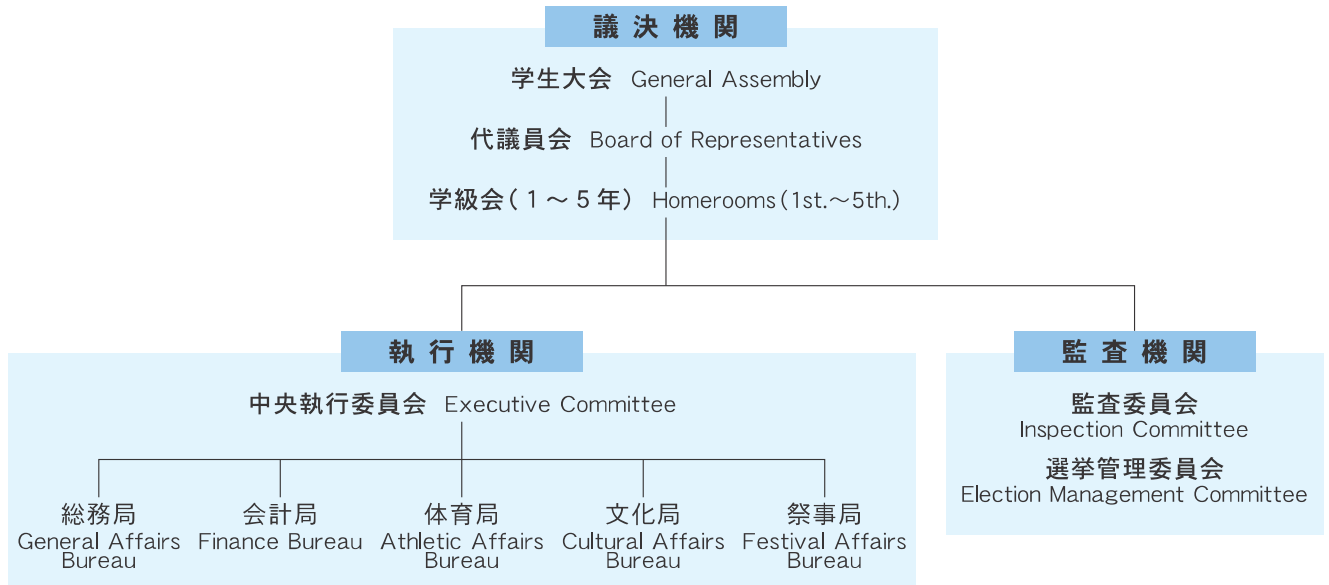 議決機関
学生大会 General Assembly
代議員会 Board of Representatives
学級会(1～5年) Homerooms(1st.～5th.)
執行機関
中央執行委員会 Executive Committee
総務局
General Affairs
Bureau
会計局
Finance Bureau
体育局
Athletic Affairs
Bureau
文化局
Cultural Affairs
Bureau
祭事局
Festival Affairs
Bureau
監査機関
監査委員会
Inspection Committee
選挙管理委員会
Election Management Committee